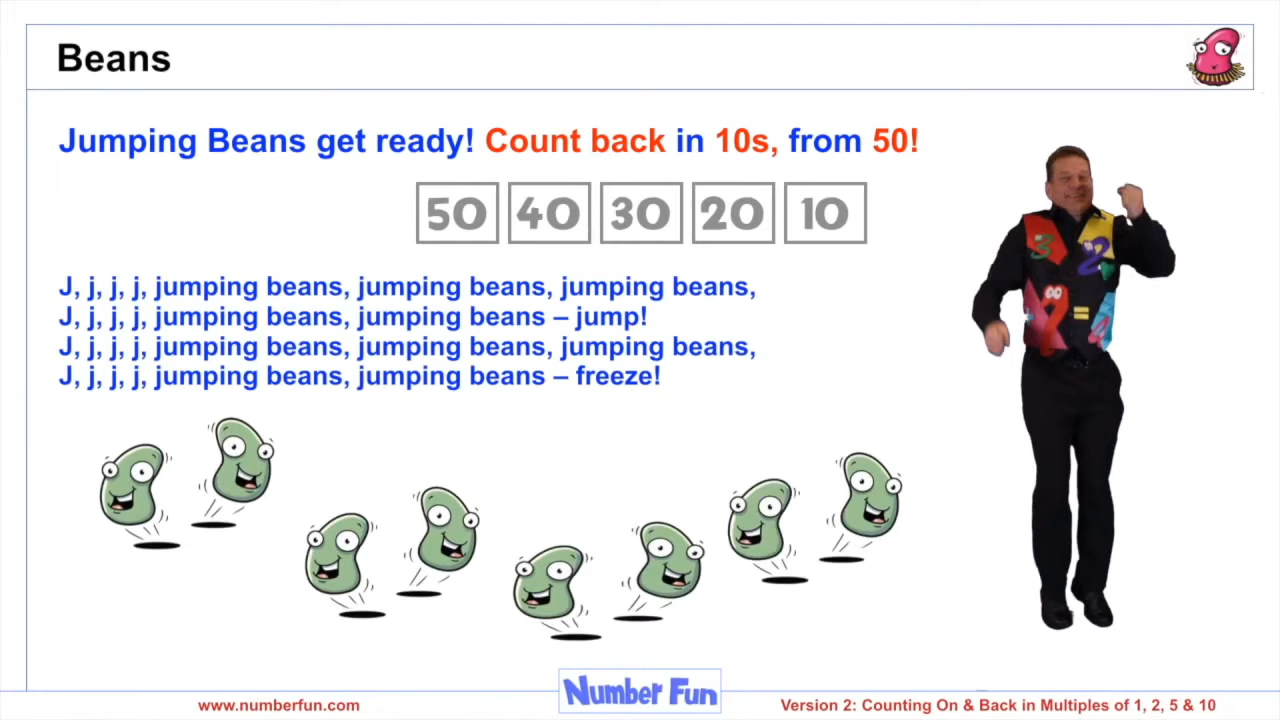 Beans
Jumping Beans get ready! Count back in 10s, from 50!
50 40 30 20 10
J, j, j, j, jumping beans, jumping beans, jumping beans,
J, j, j, j, jumping beans, jumping beans – jump!
J, j, j, j, jumping beans, jumping beans, jumping beans,
J, j, j, j, jumping beans, jumping beans – freeze!
3 2
=
www.numberfun.com
Number Fun
Version 2: Counting On & Back in Multiples of 1, 2, 5 & 10